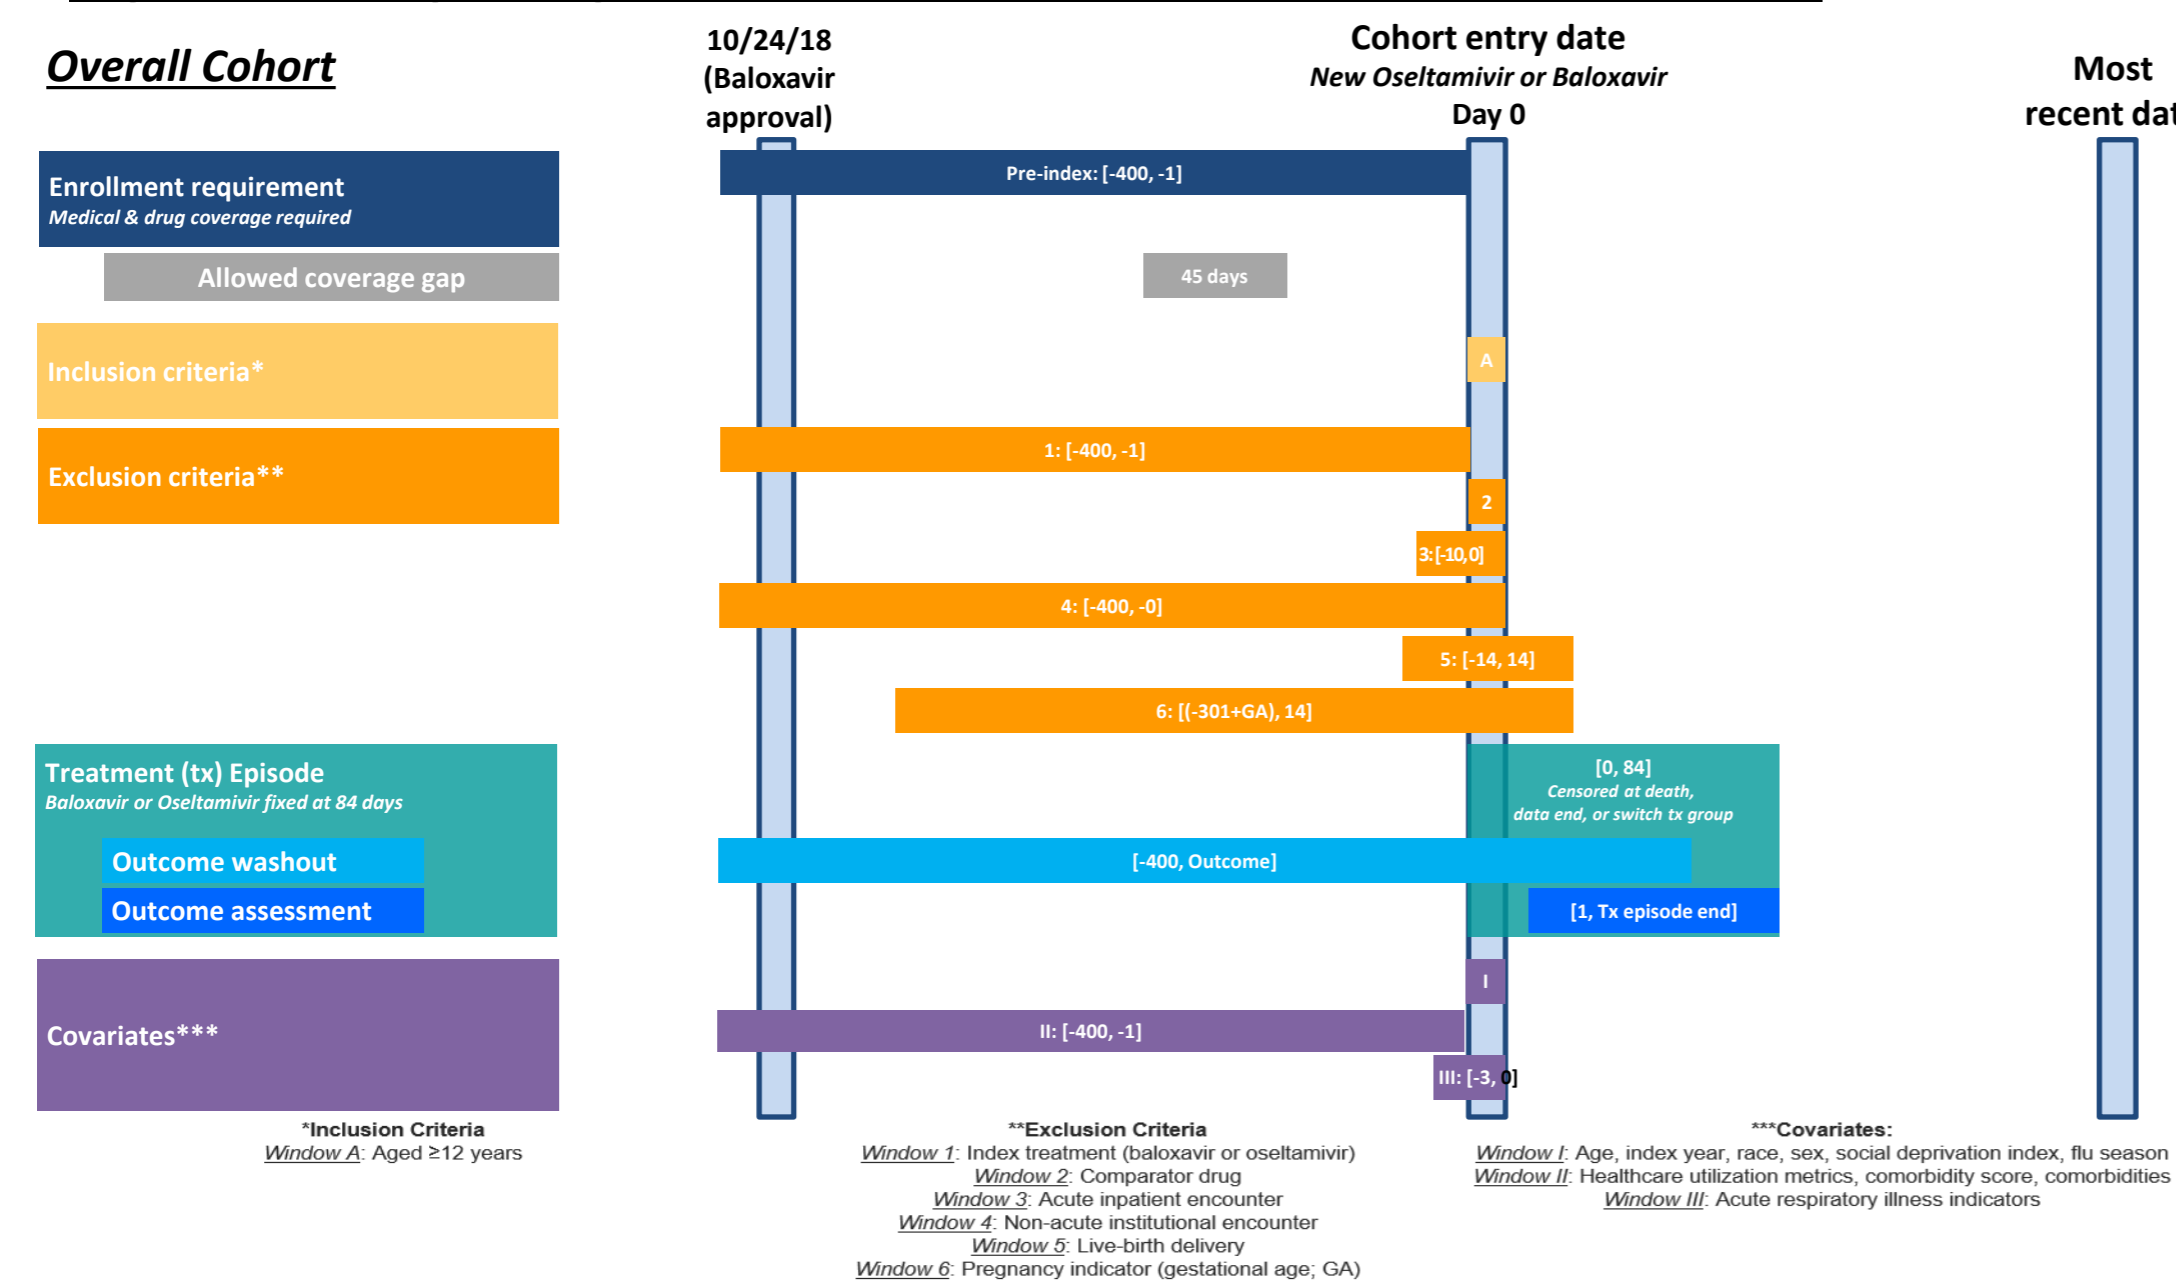 Overall Cohort
10/24/18
(Baloxavir
approval)
Cohort entry date
New Oseltamivir or Baloxavir
Day 0
Most
recent dat
Enrollment requirement
Medical & drug coverage required
Pre-index: [-400, -1]
Allowed coverage gap
45 days
Inclusion criteria*
A
Exclusion criteria**
1: [-400, -1]
2
3:[-10,0]
4: [-400, -0]
5: [-14, 14]
6: [(-301+GA), 14]
Treatment (tx) Episode
Baloxavir or Oseltamivir fixed at 84 days
[0, 84]
Censored at death,
data end, or switch tx group
Outcome washout
[-400, Outcome]
Outcome assessment
[1, Tx episode end]
Covariates***
I
II: [-400, -1]
III: [-3, 0]
*Inclusion Criteria
Window A: Aged ≥12 years
**Exclusion Criteria
Window 1: Index treatment (baloxavir or oseltamivir)
Window 2: Comparator drug
Window 3: Acute inpatient encounter
Window 4: Non-acute institutional encounter
Window 5: Live-birth delivery
Window 6: Pregnancy indicator (gestational age; GA)
***Covariates:
Window I: Age, index year, race, sex, social deprivation index, flu season
Window II: Healthcare utilization metrics, comorbidity score, comorbidities
Window III: Acute respiratory illness indicators